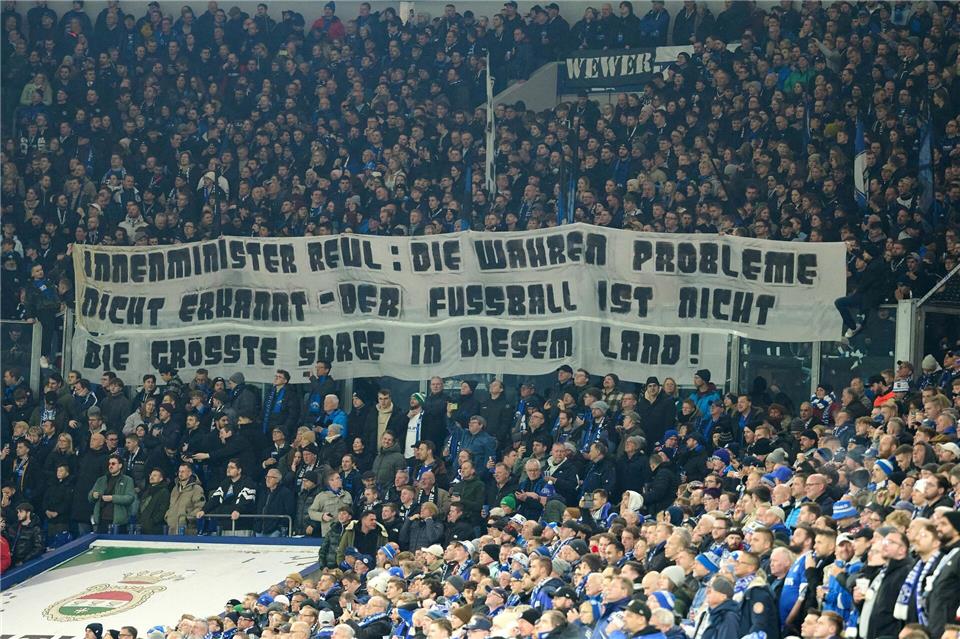 WEWER
INNENMINISTER REUL: DIE WAHREN PROBLEME
NICHT ERKANNT - DER FUSSBALL IST NICHT
DIE GRÖSSTE SORGE IN DIESEM LAND!